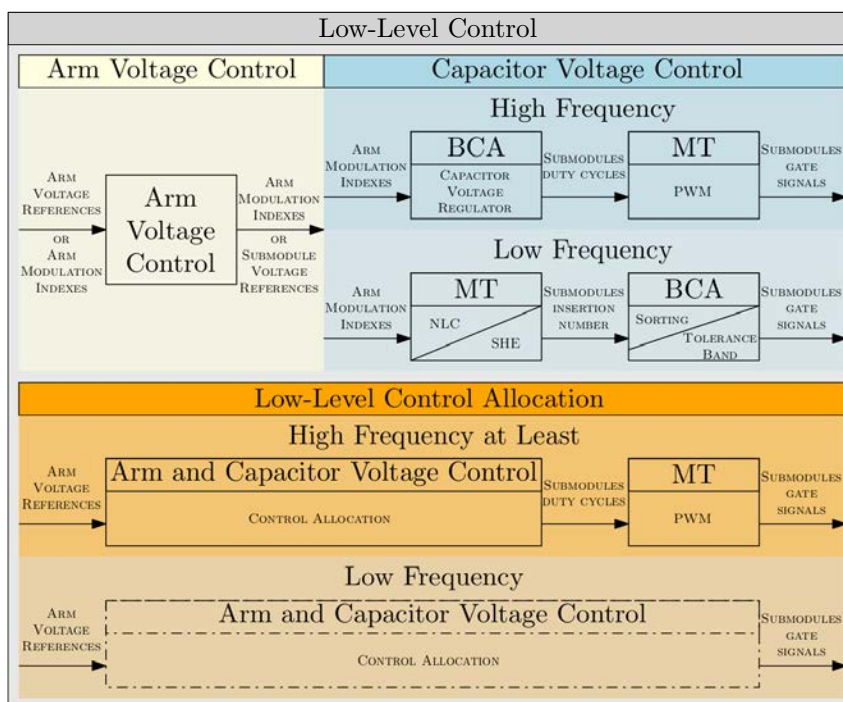 Low-Level Control
Arm Voltage Control
Capacitor Voltage Control
Arm
Voltage
References
or Arm
Modulation
Indexes
Arm
Voltage
Control
Arm
Modulation
Indexes
or
Submodule
Voltage
References
High Frequency
Arm
Modulation
Indexes
BCA
Capacitor
Voltage
Regulator
Submodules
duty cycles
MT
PWM
Submodules
gate
signals
Low Frequency
Arm
Modulation
Indexes
MT
NLC
SHE
Submodules
insertion
number
BCA
Sorting
Tolerance
Band
Submodules
gate
signals
Low-Level Control Allocation
High Frequency at Least
Arm
Voltage
References
Arm and Capacitor Voltage Control
Control Allocation
Submodules
duty cycles
MT
PWM
Submodules
gate
signals
Low Frequency
Arm
Voltage
References
Arm and Capacitor Voltage Control
Control Allocation
Submodules
gate
signals